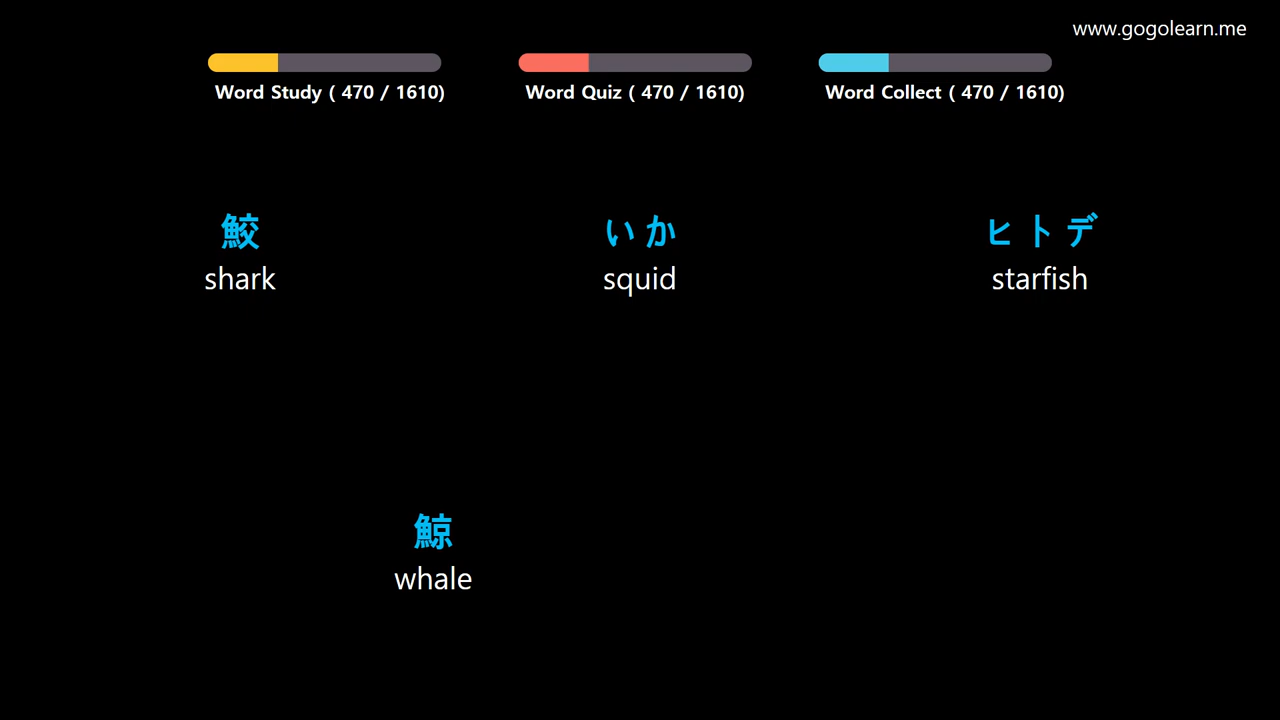 www.gogolearn.me
Word Study ( 470 / 1610)
Word Quiz ( 470 / 1610)
Word Collect ( 470 / 1610)
鮫
shark
いか
squid
ヒトデ
starfish
鯨
whale